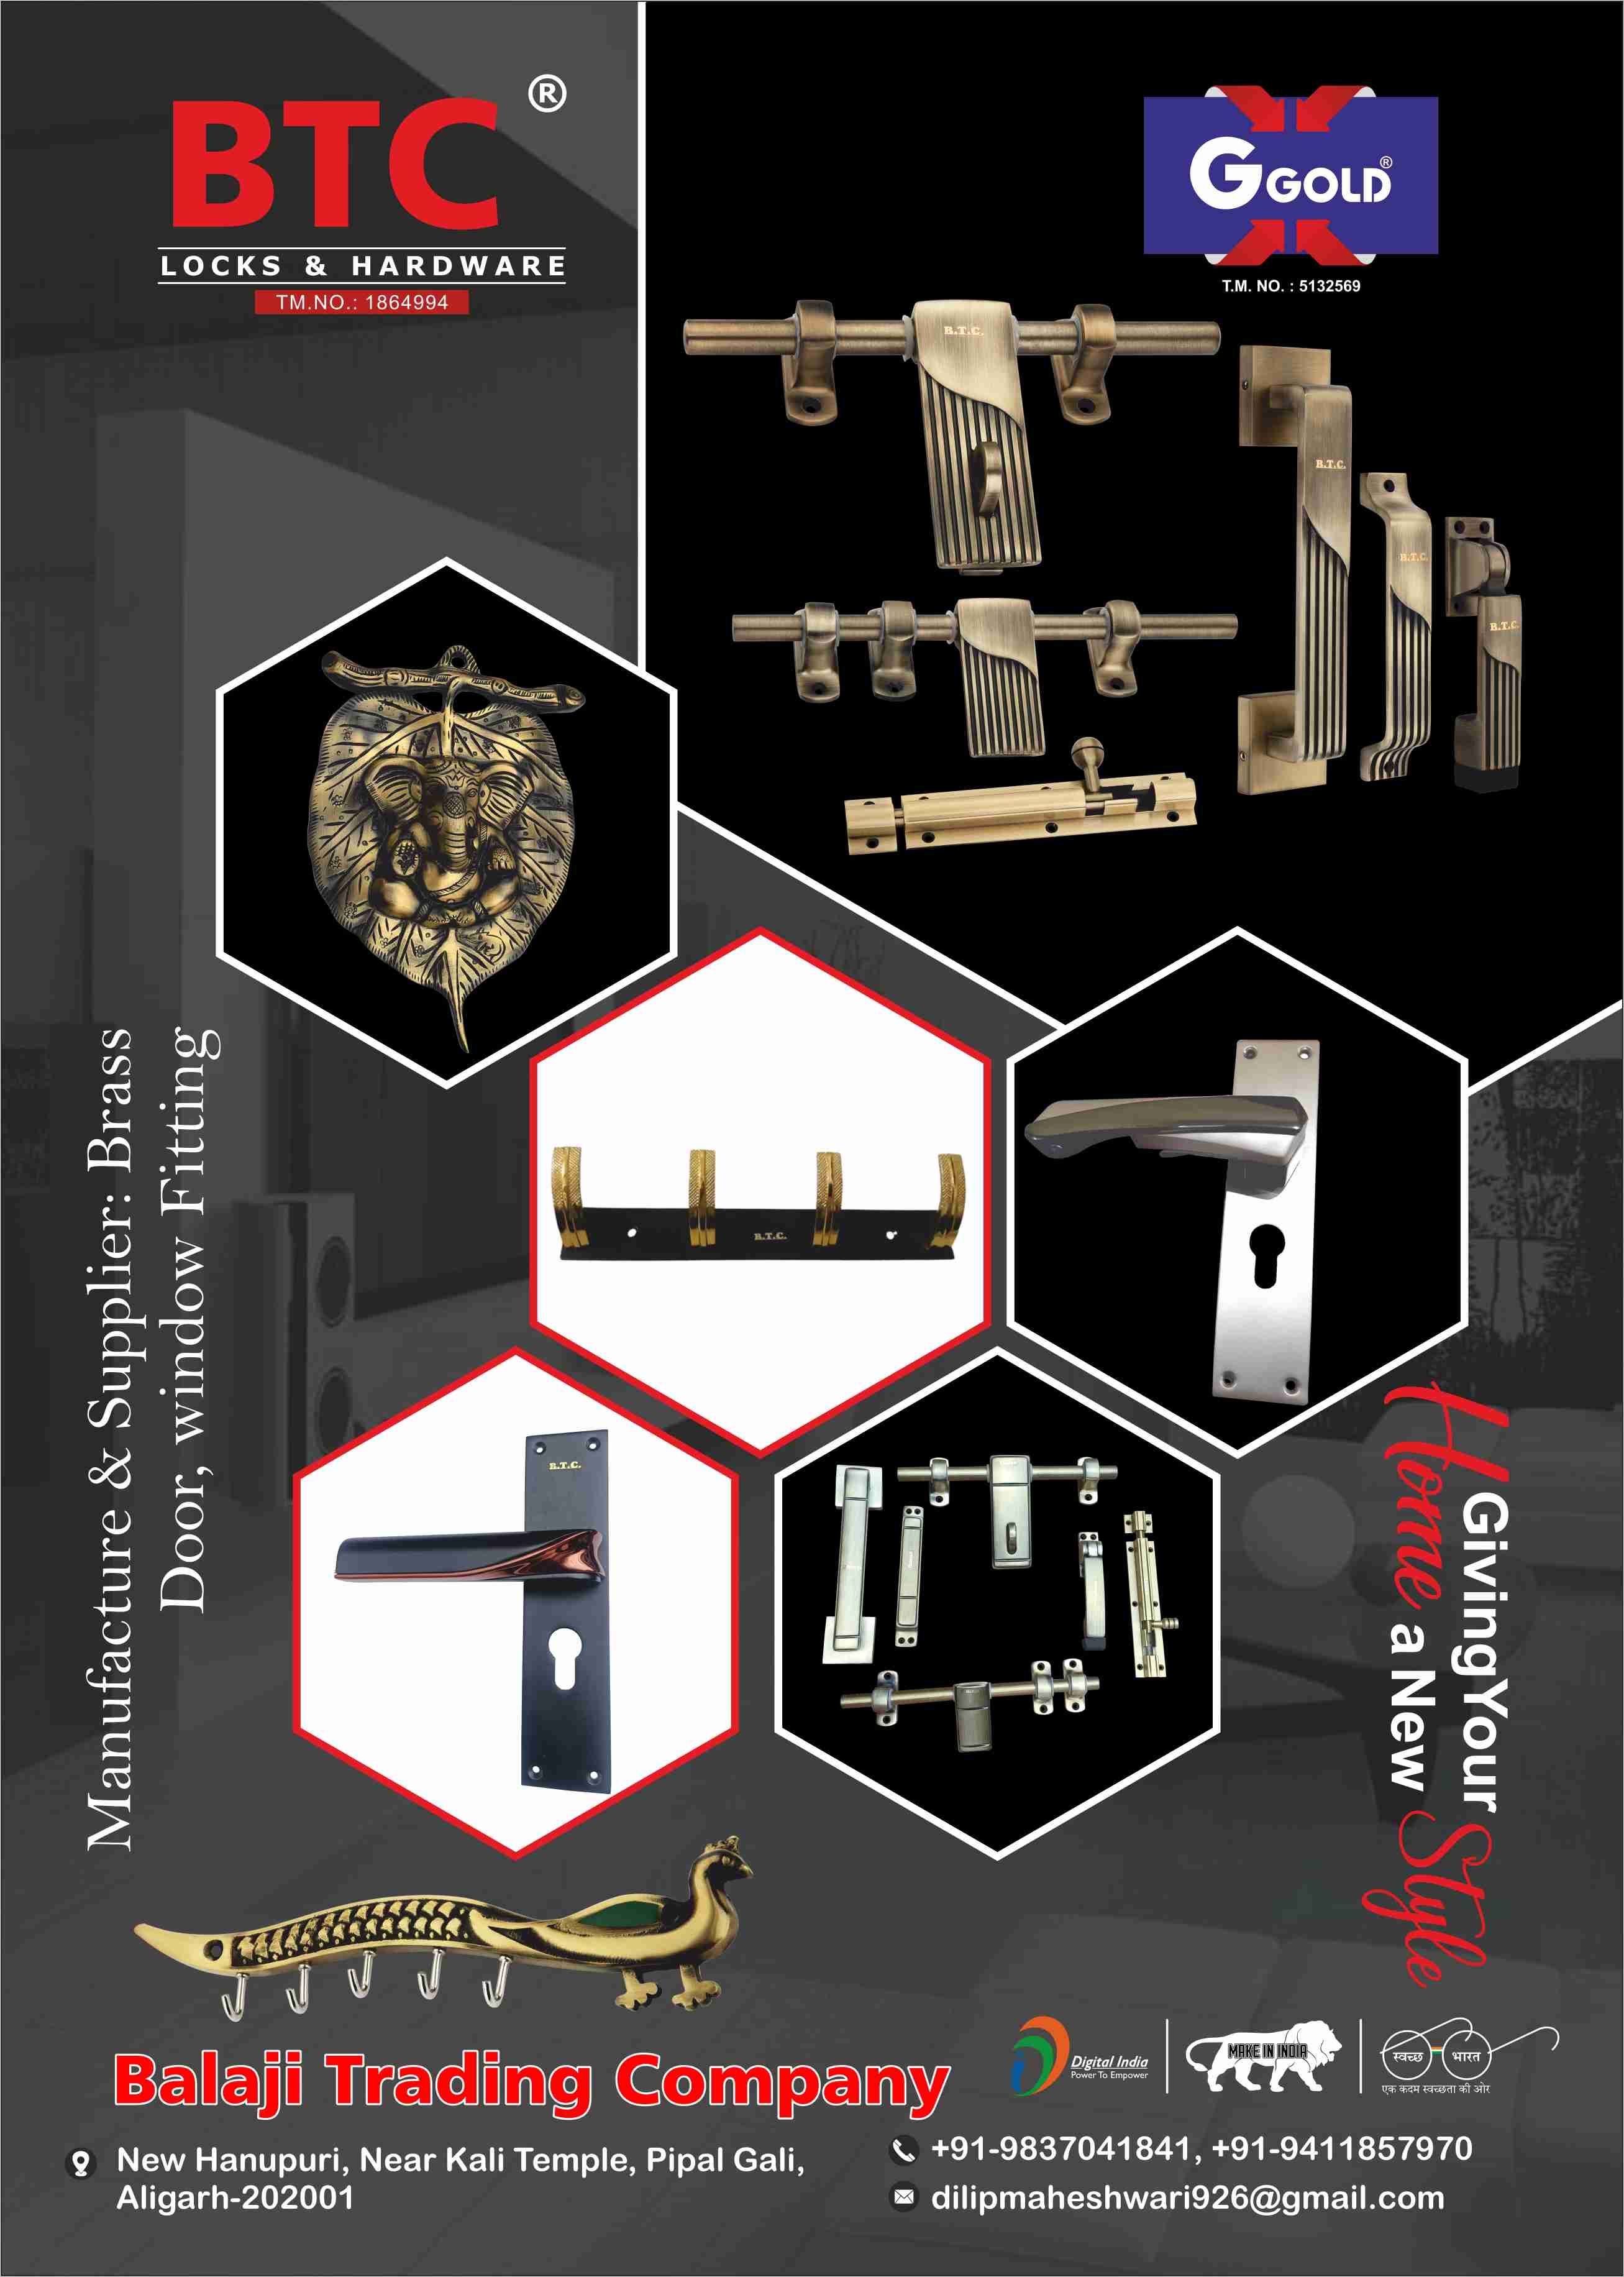 BTC®
LOCKS & HARDWARE
TM.NO.: 1864994
G GOLD®
T.M. NO. : 5132569
B.T.C.
B.T.C.
B.T.C.
B.T.C.
Manufacture & Supplier: Brass
Door, window Fitting
B.T.C.
B.T.C.
Giving Your
Home a New
Style
Balaji Trading Company
New Hanupuri, Near Kali Temple, Pipal Gali,
Aligarh-202001
Digital India
Power To Empower
MAKE IN INDIA
स्वच्छ भारत
एक कदम स्वच्छता की ओर
+91-9837041841, +91-9411857970
dilipmaheshwari926@gmail.com